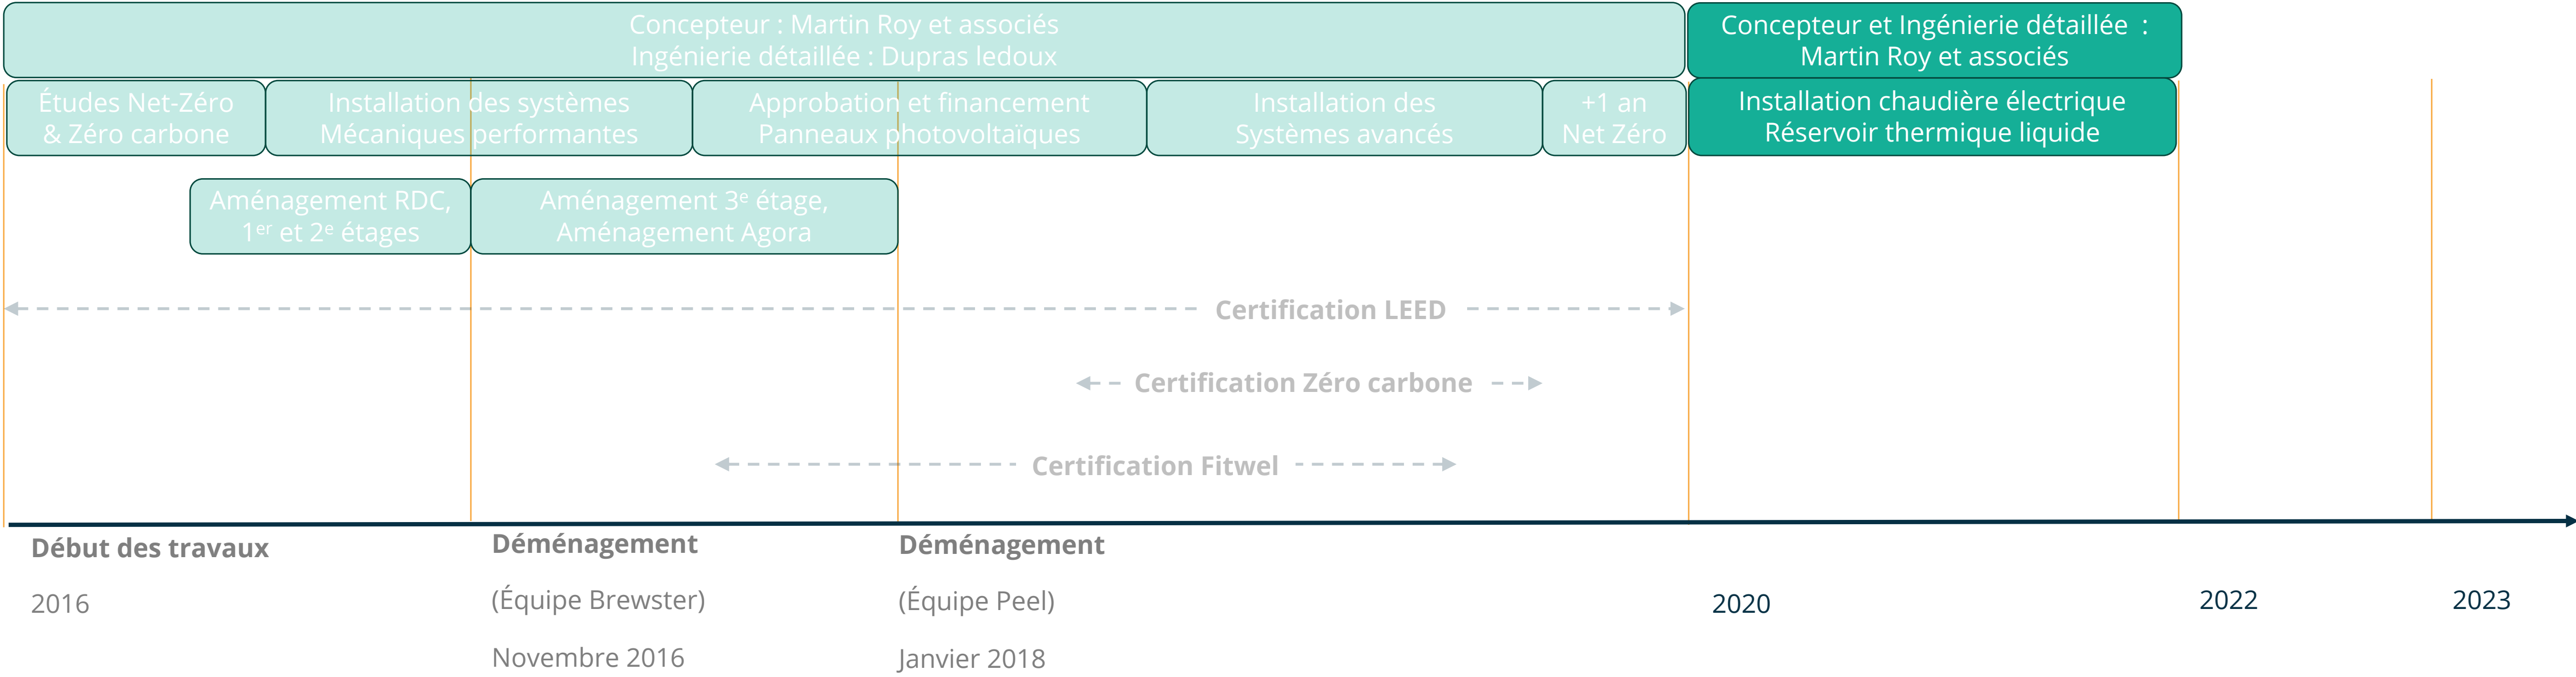 Concepteur : Martin Roy et associés
Ingénierie détaillée : Dupras ledoux
Concepteur et Ingénierie détaillée :
Martin Roy et associés
Études Net-Zéro
& Zéro carbone
Installation des systèmes
Mécaniques performantes
Approbation et financement
Panneaux photovoltaïques
Installation des
Systèmes avancés
+1 an
Net Zéro
Installation chaudière électrique
Réservoir thermique liquide
Aménagement RDC,
1er et 2e étages
Aménagement 3e étage,
Aménagement Agora
Certification LEED
Certification Zéro carbone
Certification Fitwel
Début des travaux
2016
Déménagement
(Équipe Brewster)
Novembre 2016
Déménagement
(Équipe Peel)
Janvier 2018
2020
2022
2023